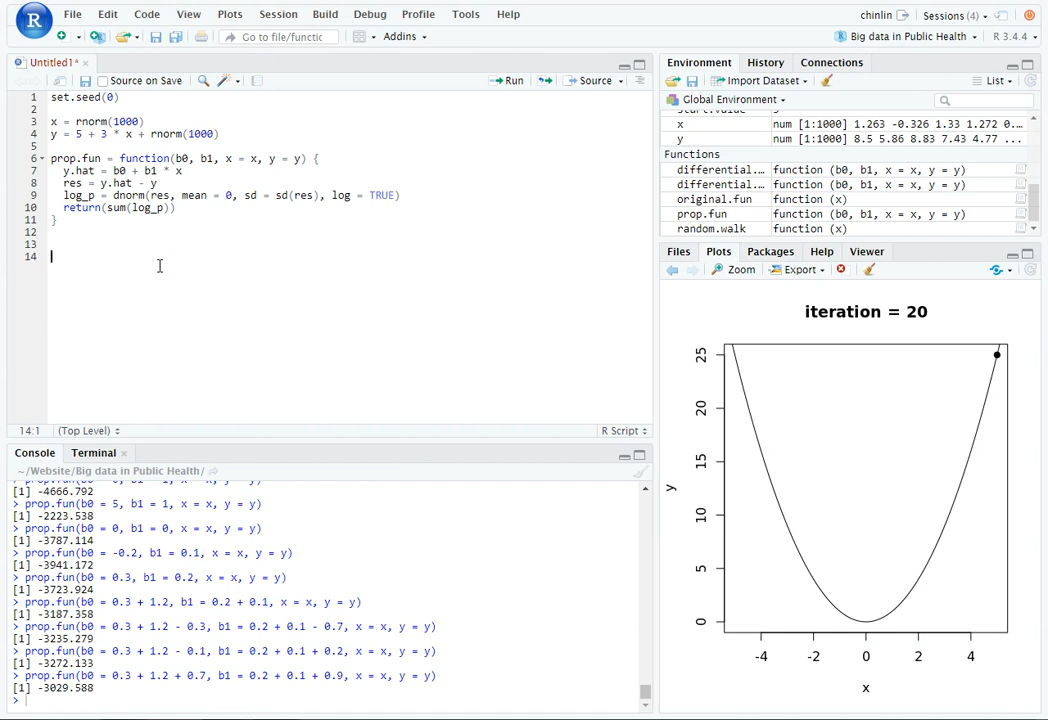 File Edit Code View Plots Session Build Debug Profile Tools Help chinlin Sessions (4)
R Go to file/functic Addins Big data in Public Health R 3.4.4
Untitled1*
Source on Save Run Source
1 set.seed(0)
2
3 x = rnorm(1000)
4 y = 5 + 3 * x + rnorm(1000)
5
6 prop.fun = function(b0, b1, x = x, y = y) {
7 y.hat = b0 + b1 * x
8 res = y.hat - y
9 log_p = dnorm(res, mean = 0, sd = sd(res), log = TRUE)
10 return(sum(log_p))
11 }
12
13
14
14:1 (Top Level) R Script
Console Terminal
~/Website/Big data in Public Health/
[1] -4666.792
> prop.fun(b0 = 5, b1 = 1, x = x, y = y)
[1] -2223.538
> prop.fun(b0 = 0, b1 = 0, x = x, y = y)
[1] -3787.114
> prop.fun(b0 = -0.2, b1 = 0.1, x = x, y = y)
[1] -3941.172
> prop.fun(b0 = 0.3, b1 = 0.2, x = x, y = y)
[1] -3723.924
> prop.fun(b0 = 0.3 + 1.2, b1 = 0.2 + 0.1, x = x, y = y)
[1] -3187.358
> prop.fun(b0 = 0.3 + 1.2 - 0.3, b1 = 0.2 + 0.1 - 0.7, x = x, y = y)
[1] -3235.279
> prop.fun(b0 = 0.3 + 1.2 - 0.1, b1 = 0.2 + 0.1 + 0.2, x = x, y = y)
[1] -3272.133
> prop.fun(b0 = 0.3 + 1.2 + 0.7, b1 = 0.2 + 0.1 + 0.9, x = x, y = y)
[1] -3029.588
>
Environment History Connections
Import Dataset List
Global Environment
x num [1:1000] 1.263 -0.326 1.33 1.272 0...
y num [1:1000] 8.5 5.86 8.83 7.43 4.77 ...
Functions
differential.… function (b0, b1, x = x, y = y)
differential.… function (b0, b1, x = x, y = y)
original.fun function (x)
prop.fun function (b0, b1, x = x, y = y)
random.walk function (x)
Files Plots Packages Help Viewer
Zoom Export
iteration = 20
25
20
15
10
5
0
y
-4 -2 0 2 4
x